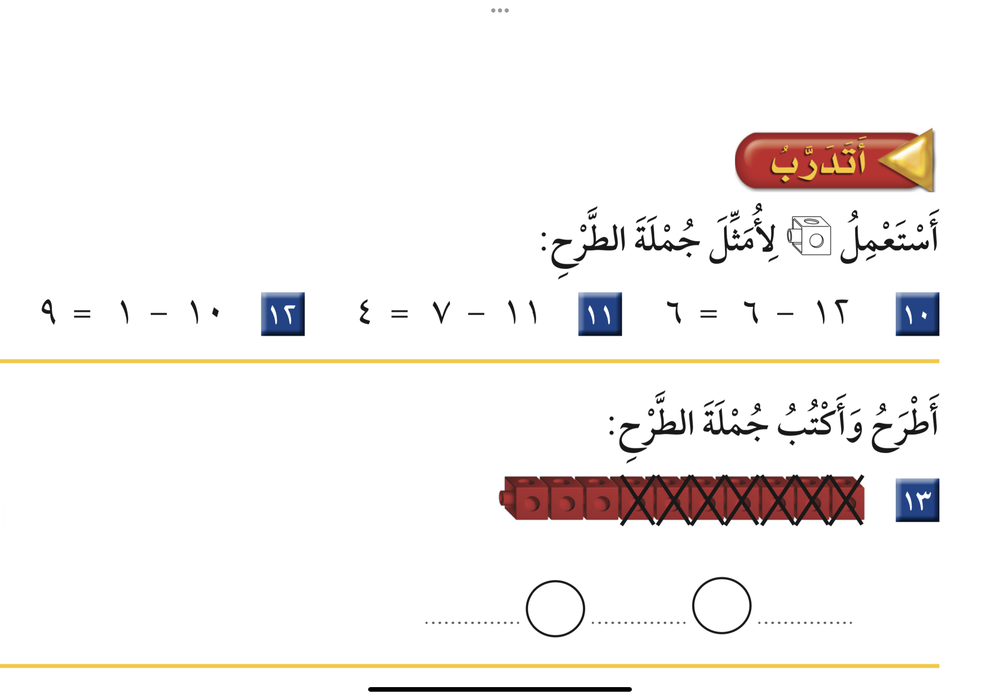 أَتَدَرَّبُ
أَسْتَعْمِلُ لِأُمَثِّلَ جُمْلَةَ الطَّرْحِ:
١٠ ١٢ − ٦ = ٦ ١١ ١١ − ٧ = ٤ ١٢ ١٠ − ١ = ٩
أَطْرَحُ وَأَكْتُبُ جُمْلَةَ الطَّرْحِ:
١٣